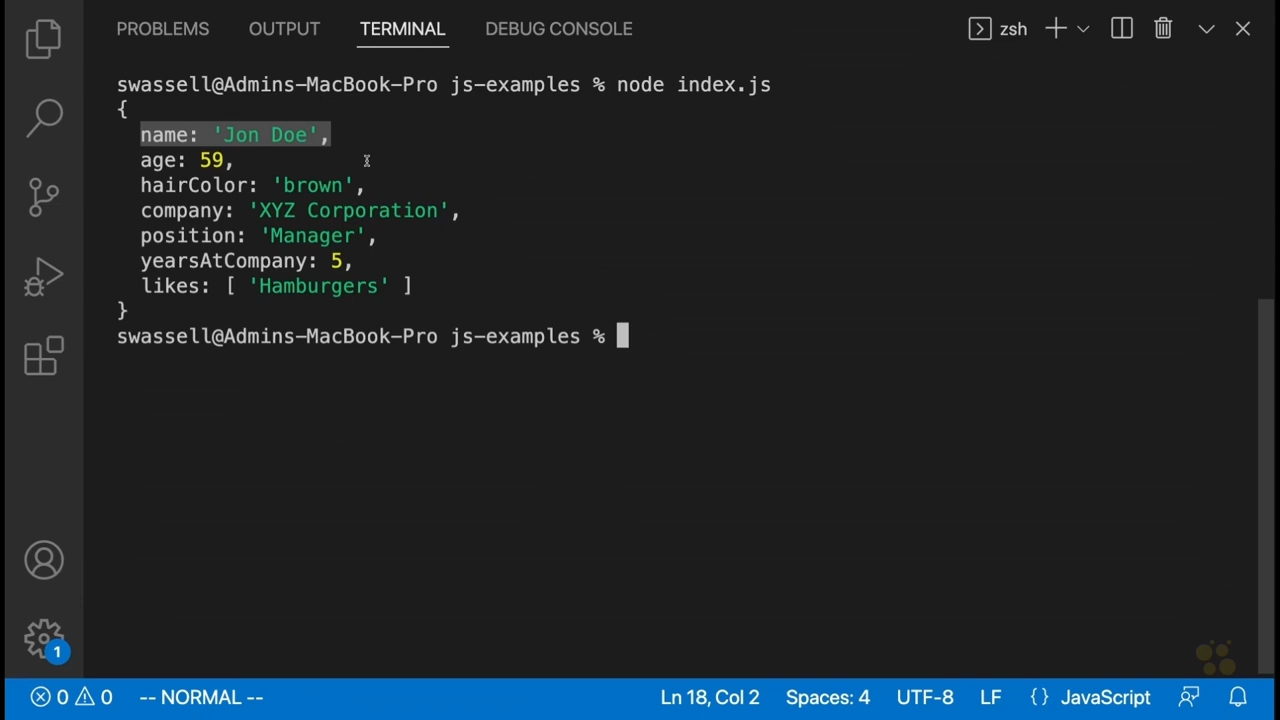 PROBLEMS OUTPUT TERMINAL DEBUG CONSOLE zsh
swassell@Admins-MacBook-Pro js-examples % node index.js
{
name: 'Jon Doe',
age: 59,
hairColor: 'brown',
company: 'XYZ Corporation',
position: 'Manager',
yearsAtCompany: 5,
likes: [ 'Hamburgers' ]
}
swassell@Admins-MacBook-Pro js-examples %
1
0 0 -- NORMAL -- Ln 18, Col 2 Spaces: 4 UTF-8 LF {} JavaScript